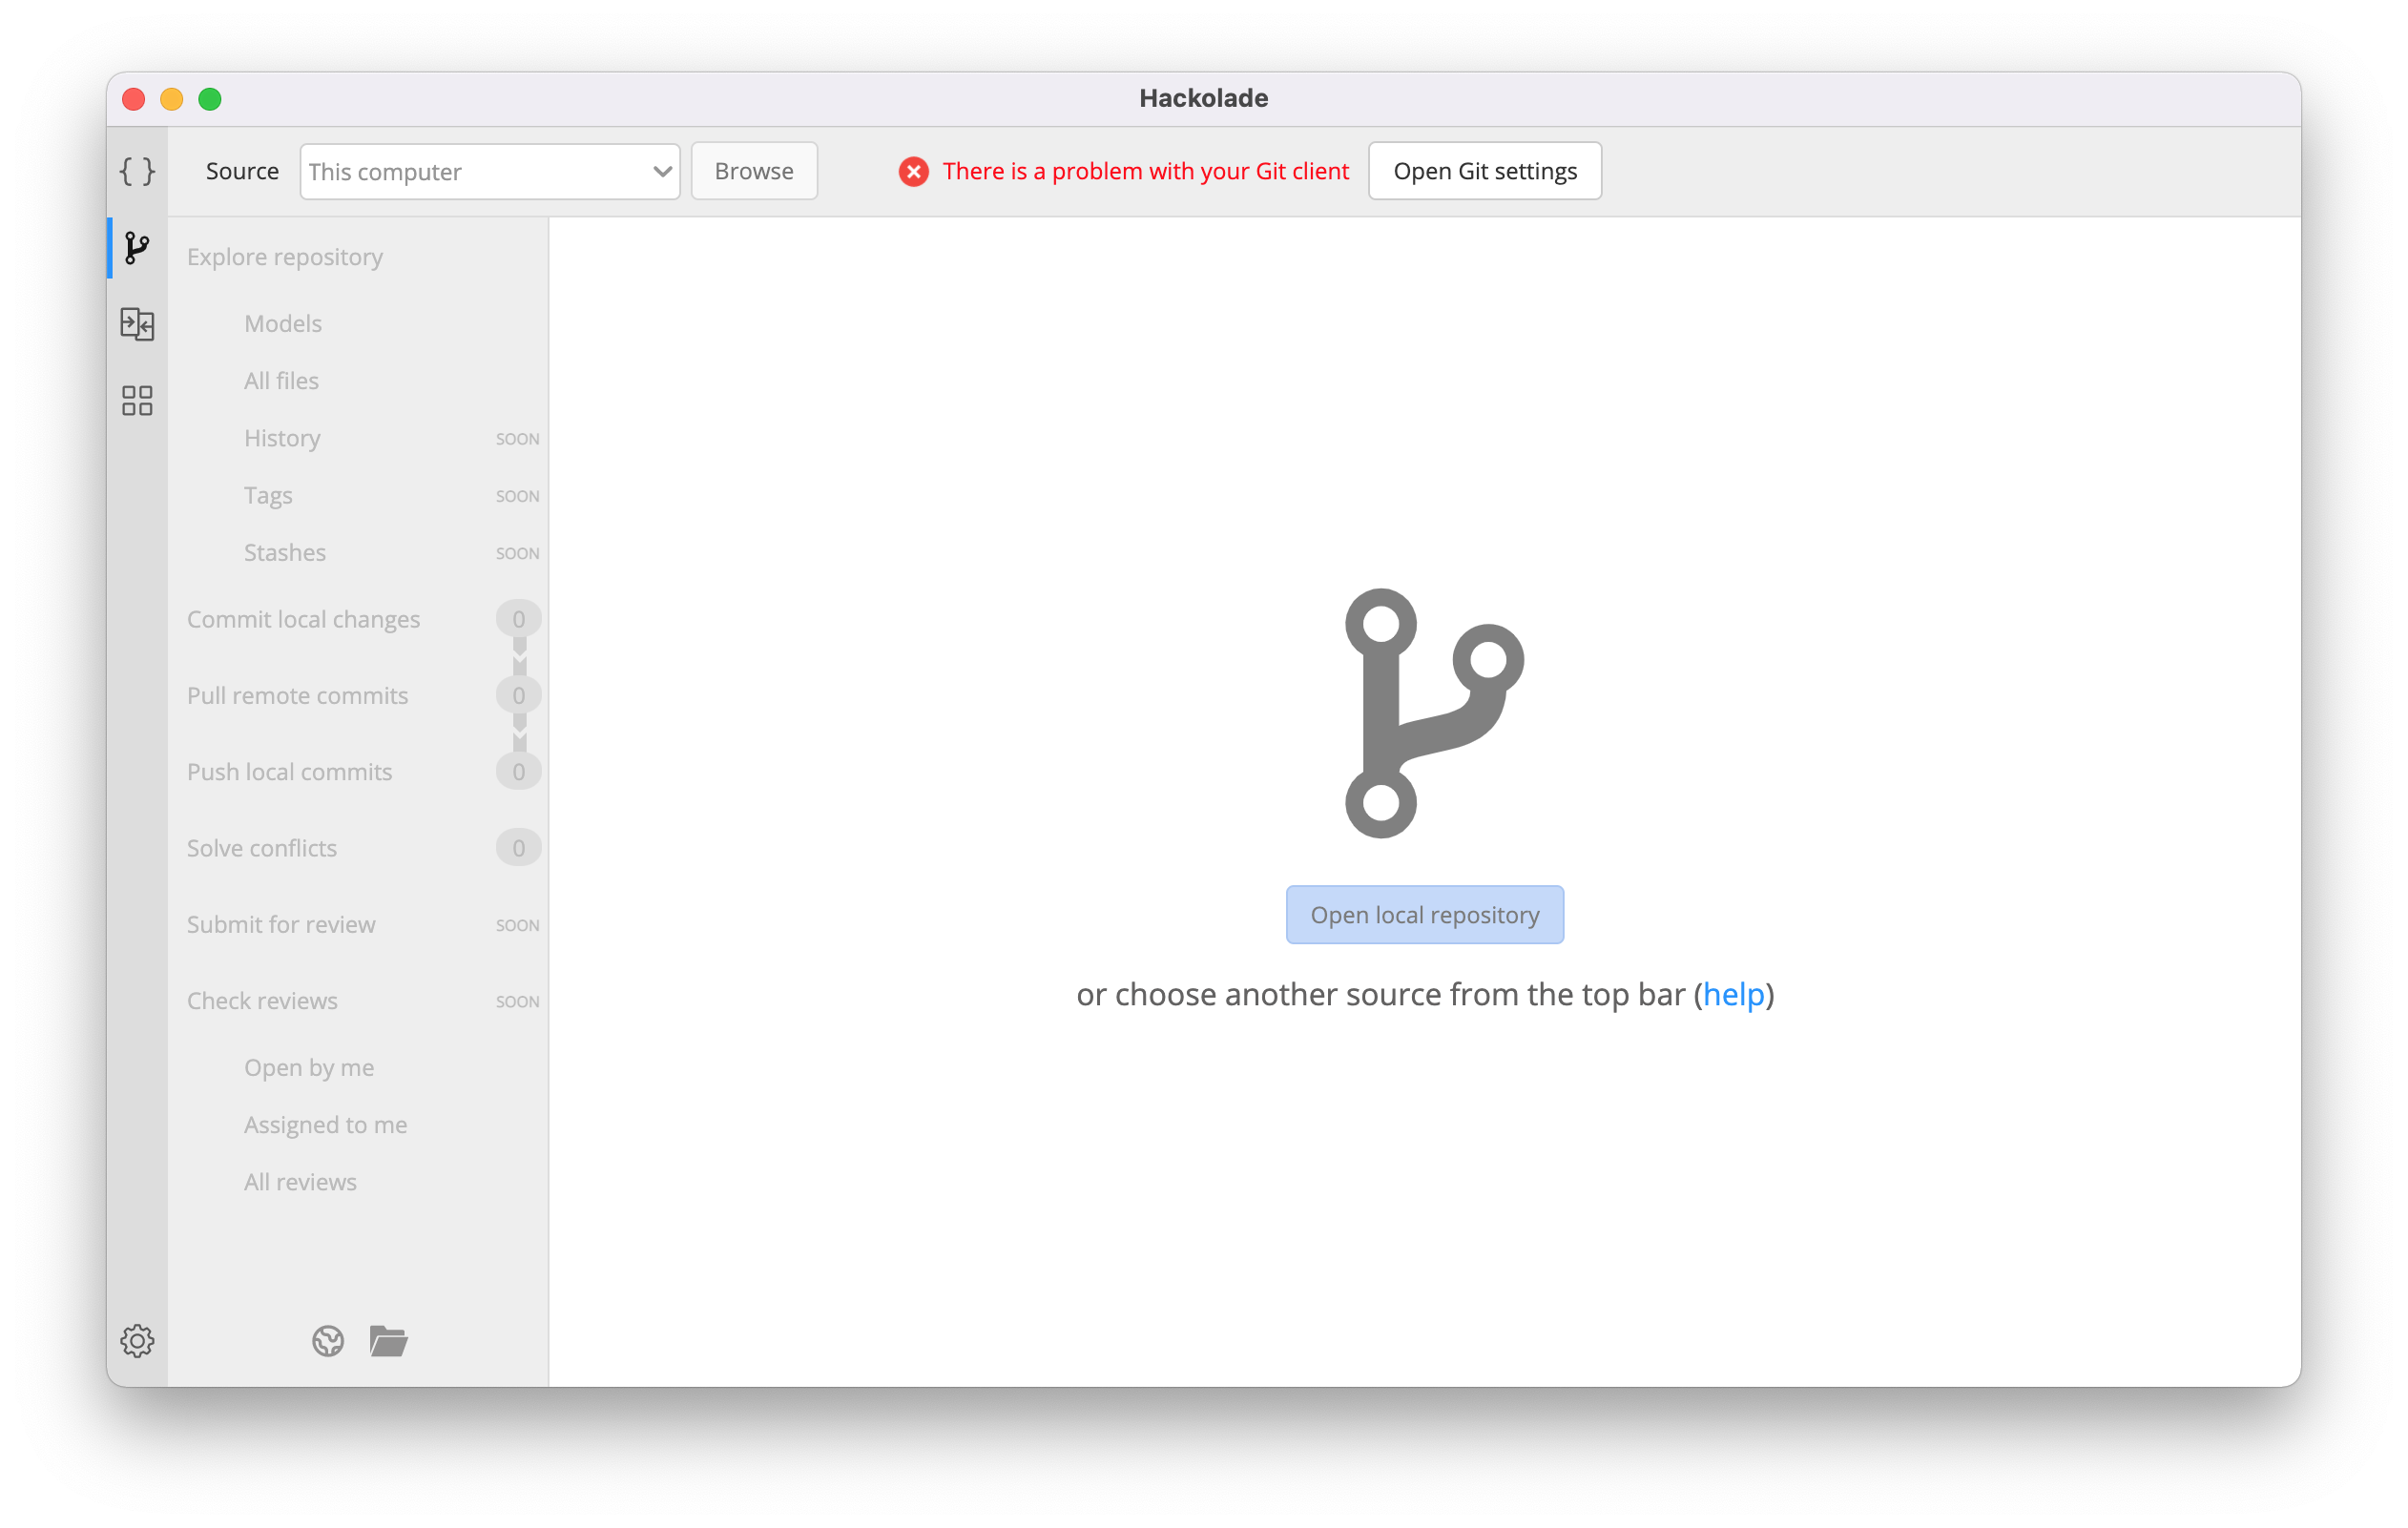 Hackolade
Source This computer Browse There is a problem with your Git client Open Git settings
Explore repository
Models
All files
History SOON
Tags SOON
Stashes SOON
Commit local changes 0
Pull remote commits 0
Push local commits 0
Solve conflicts 0
Submit for review SOON
Check reviews SOON
Open by me
Assigned to me
All reviews
Open local repository
or choose another source from the top bar (help)